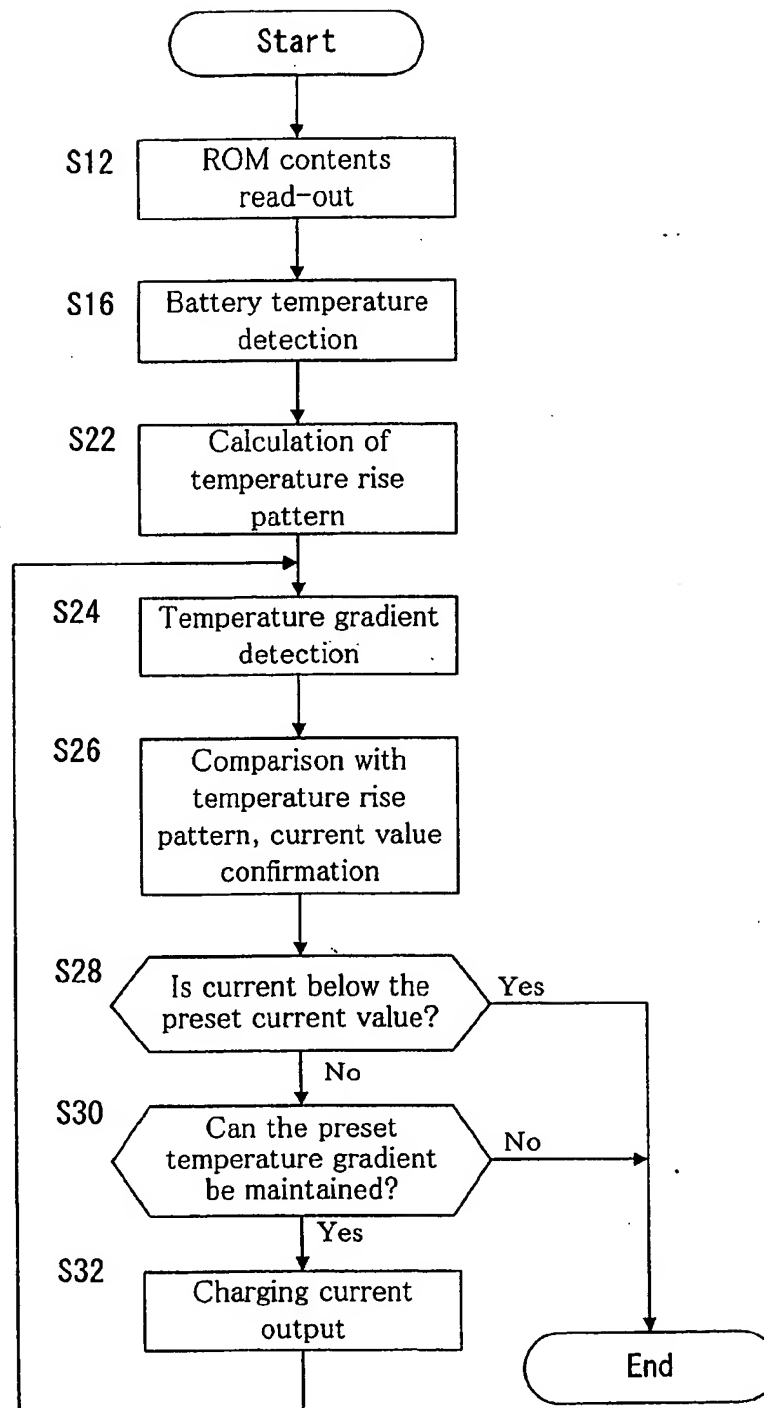 Start
S12
ROM contents
read-out
S16
Battery temperature
detection
S22
Calculation of
temperature rise
pattern
S24
Temperature gradient
detection
S26
Comparison with
temperature rise
pattern, current value
confirmation
S28
Is current below the
preset current value?
Yes
No
S30
Can the preset
temperature gradient
be maintained?
No
Yes
S32
Charging current
output
End